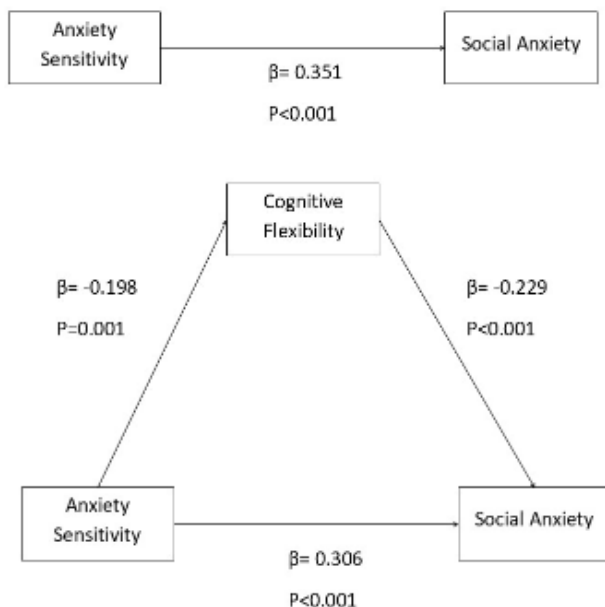 Anxiety
Sensitivity
Social Anxiety
β= 0.351
P<0.001
Cognitive
Flexibility
β= -0.198
P=0.001
β= -0.229
P<0.001
Anxiety
Sensitivity
Social Anxiety
β= 0.306
P<0.001